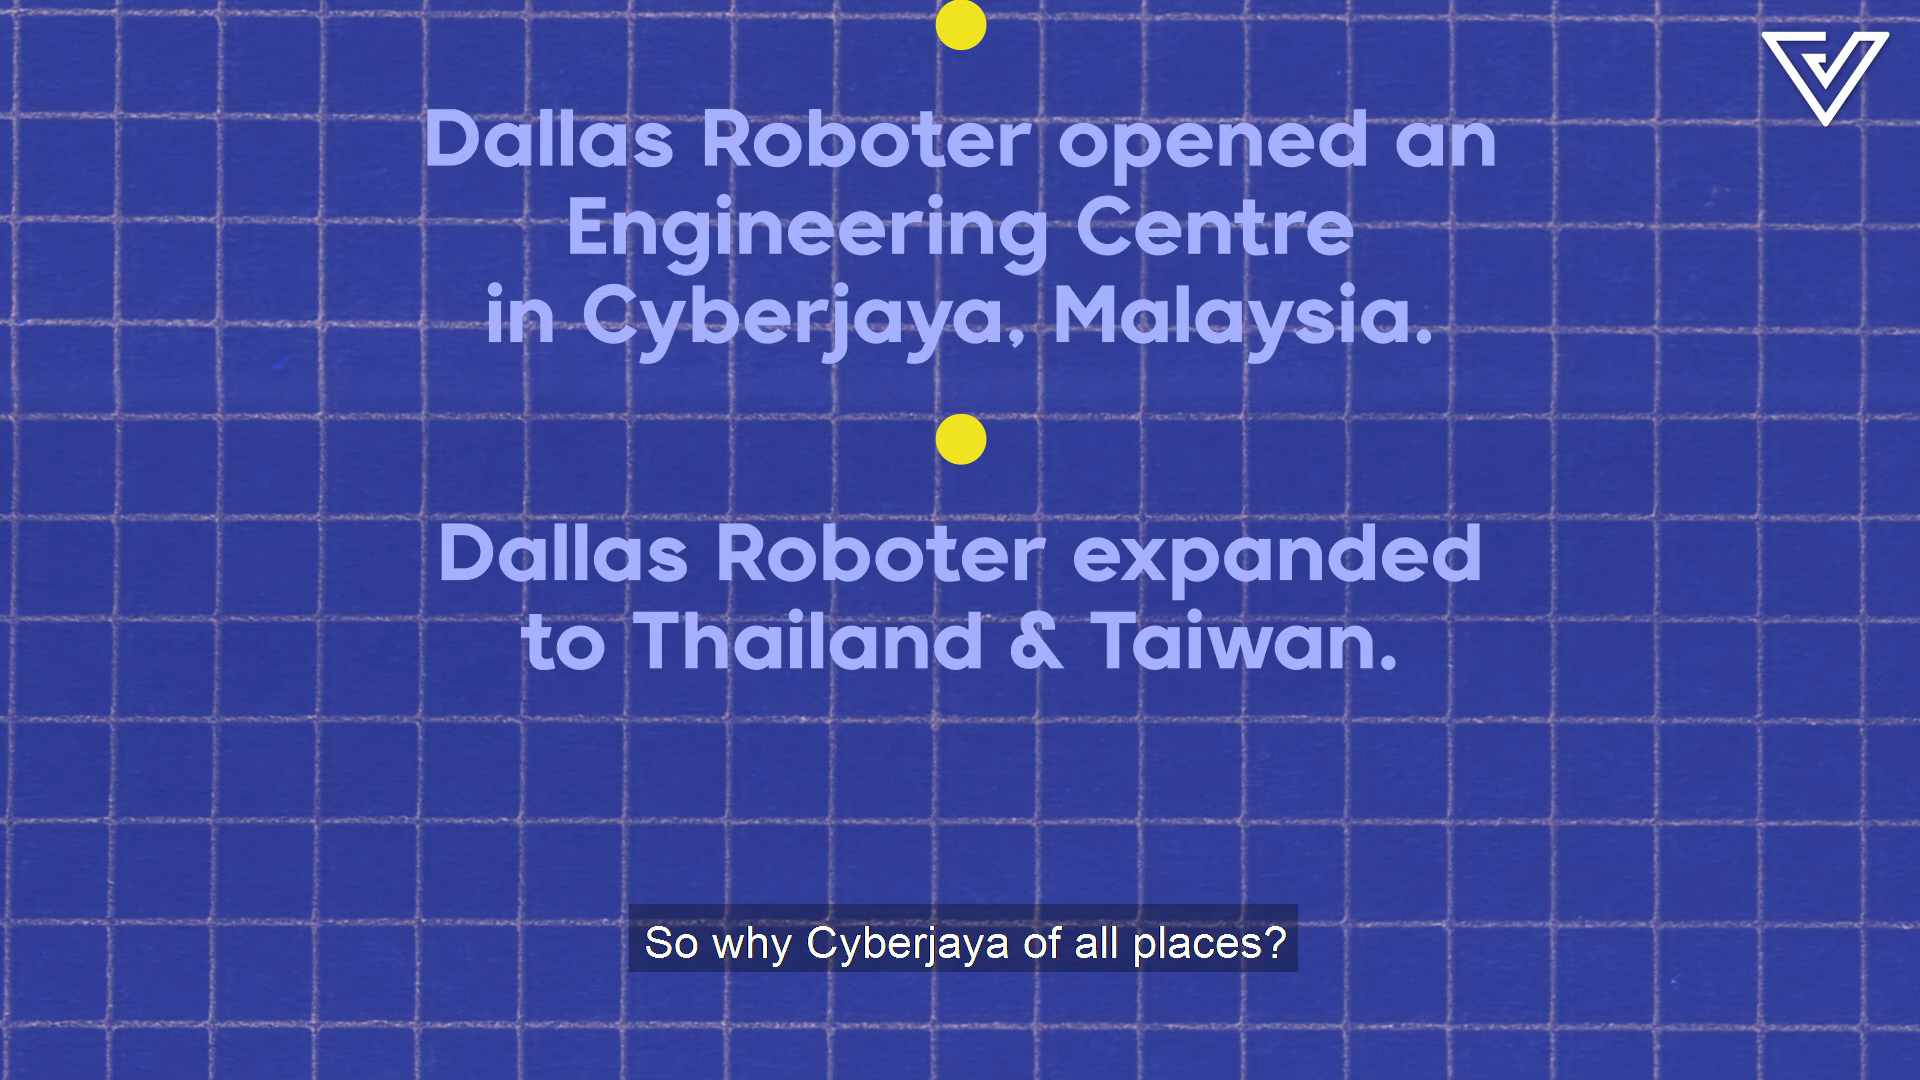 Dallas Roboter opened an
Engineering Centre
in Cyberjaya, Malaysia.
Dallas Roboter expanded
to Thailand & Taiwan.
So why Cyberjaya of all places?